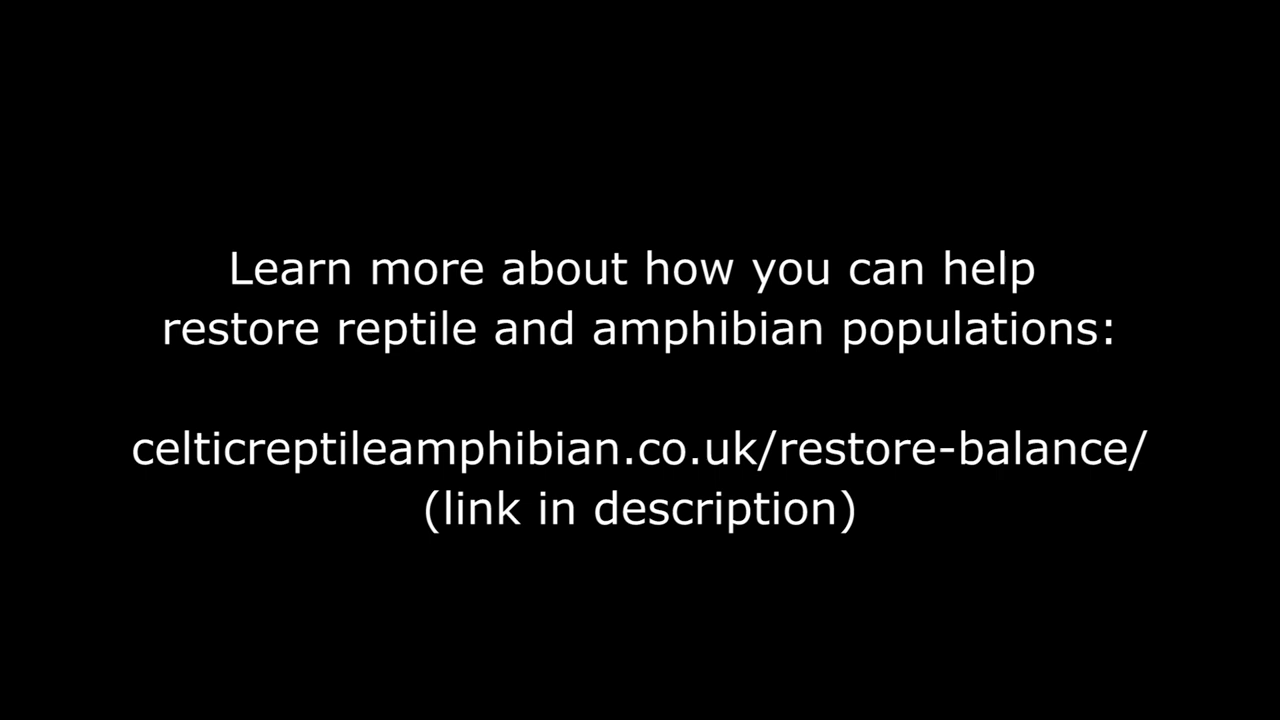 Learn more about how you can help
restore reptile and amphibian populations:
celticreptileamphibian.co.uk/restore-balance/
(link in description)